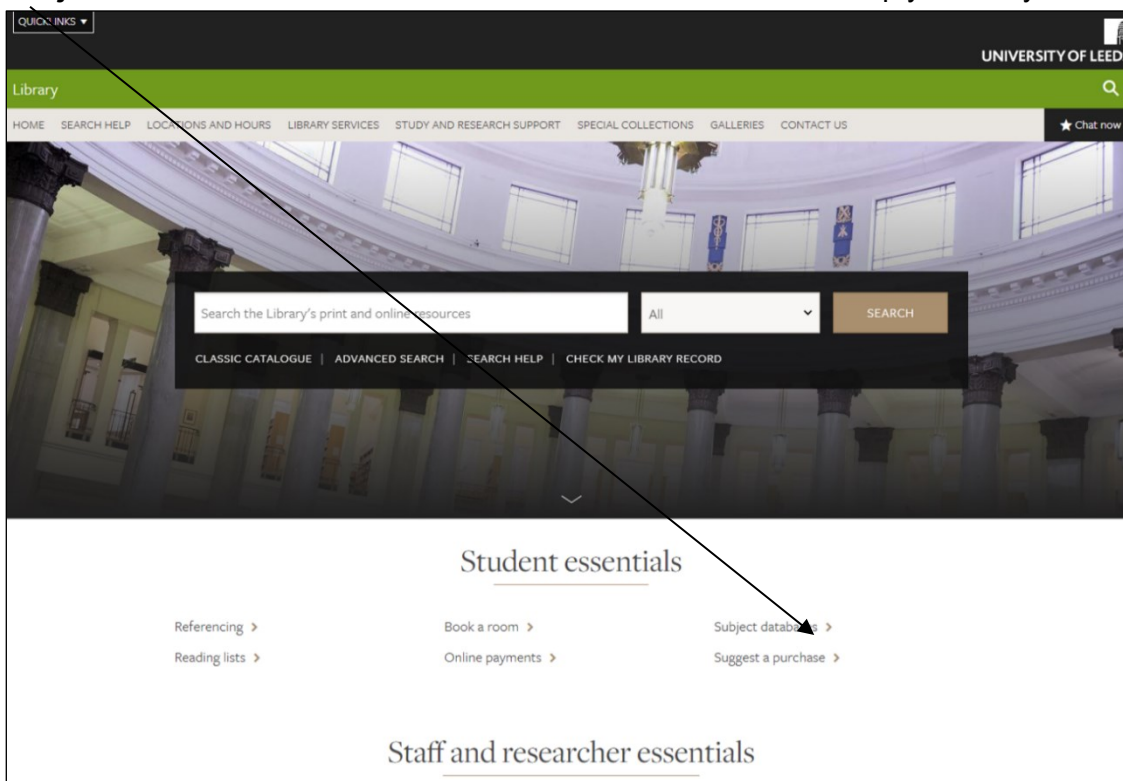 QUICK LINKS
UNIVERSITY OF LEED
Library
HOME SEARCH HELP LOCATIONS AND HOURS LIBRARY SERVICES STUDY AND RESEARCH SUPPORT SPECIAL COLLECTIONS GALLERIES CONTACT US Chat now
Search the Library's print and online resources All SEARCH
CLASSIC CATALOGUE | ADVANCED SEARCH | SEARCH HELP | CHECK MY LIBRARY RECORD
Student essentials
Referencing > Book a room > Subject databases >
Reading lists > Online payments > Suggest a purchase >
Staff and researcher essentials